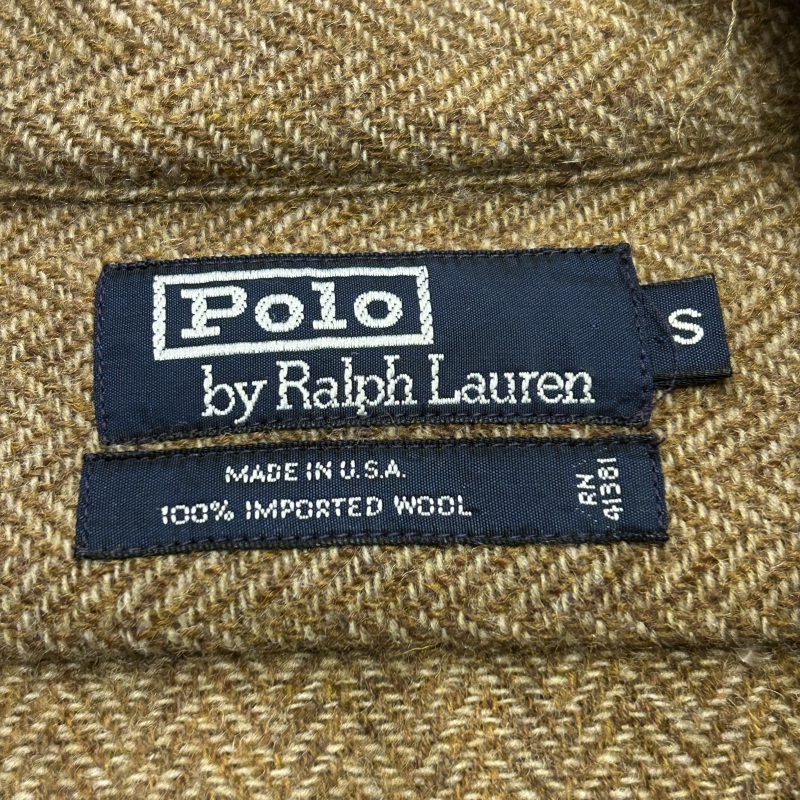 Polo
by Ralph Lauren
S
MADE IN U.S.A.
100% IMPORTED WOOL
RN
41381